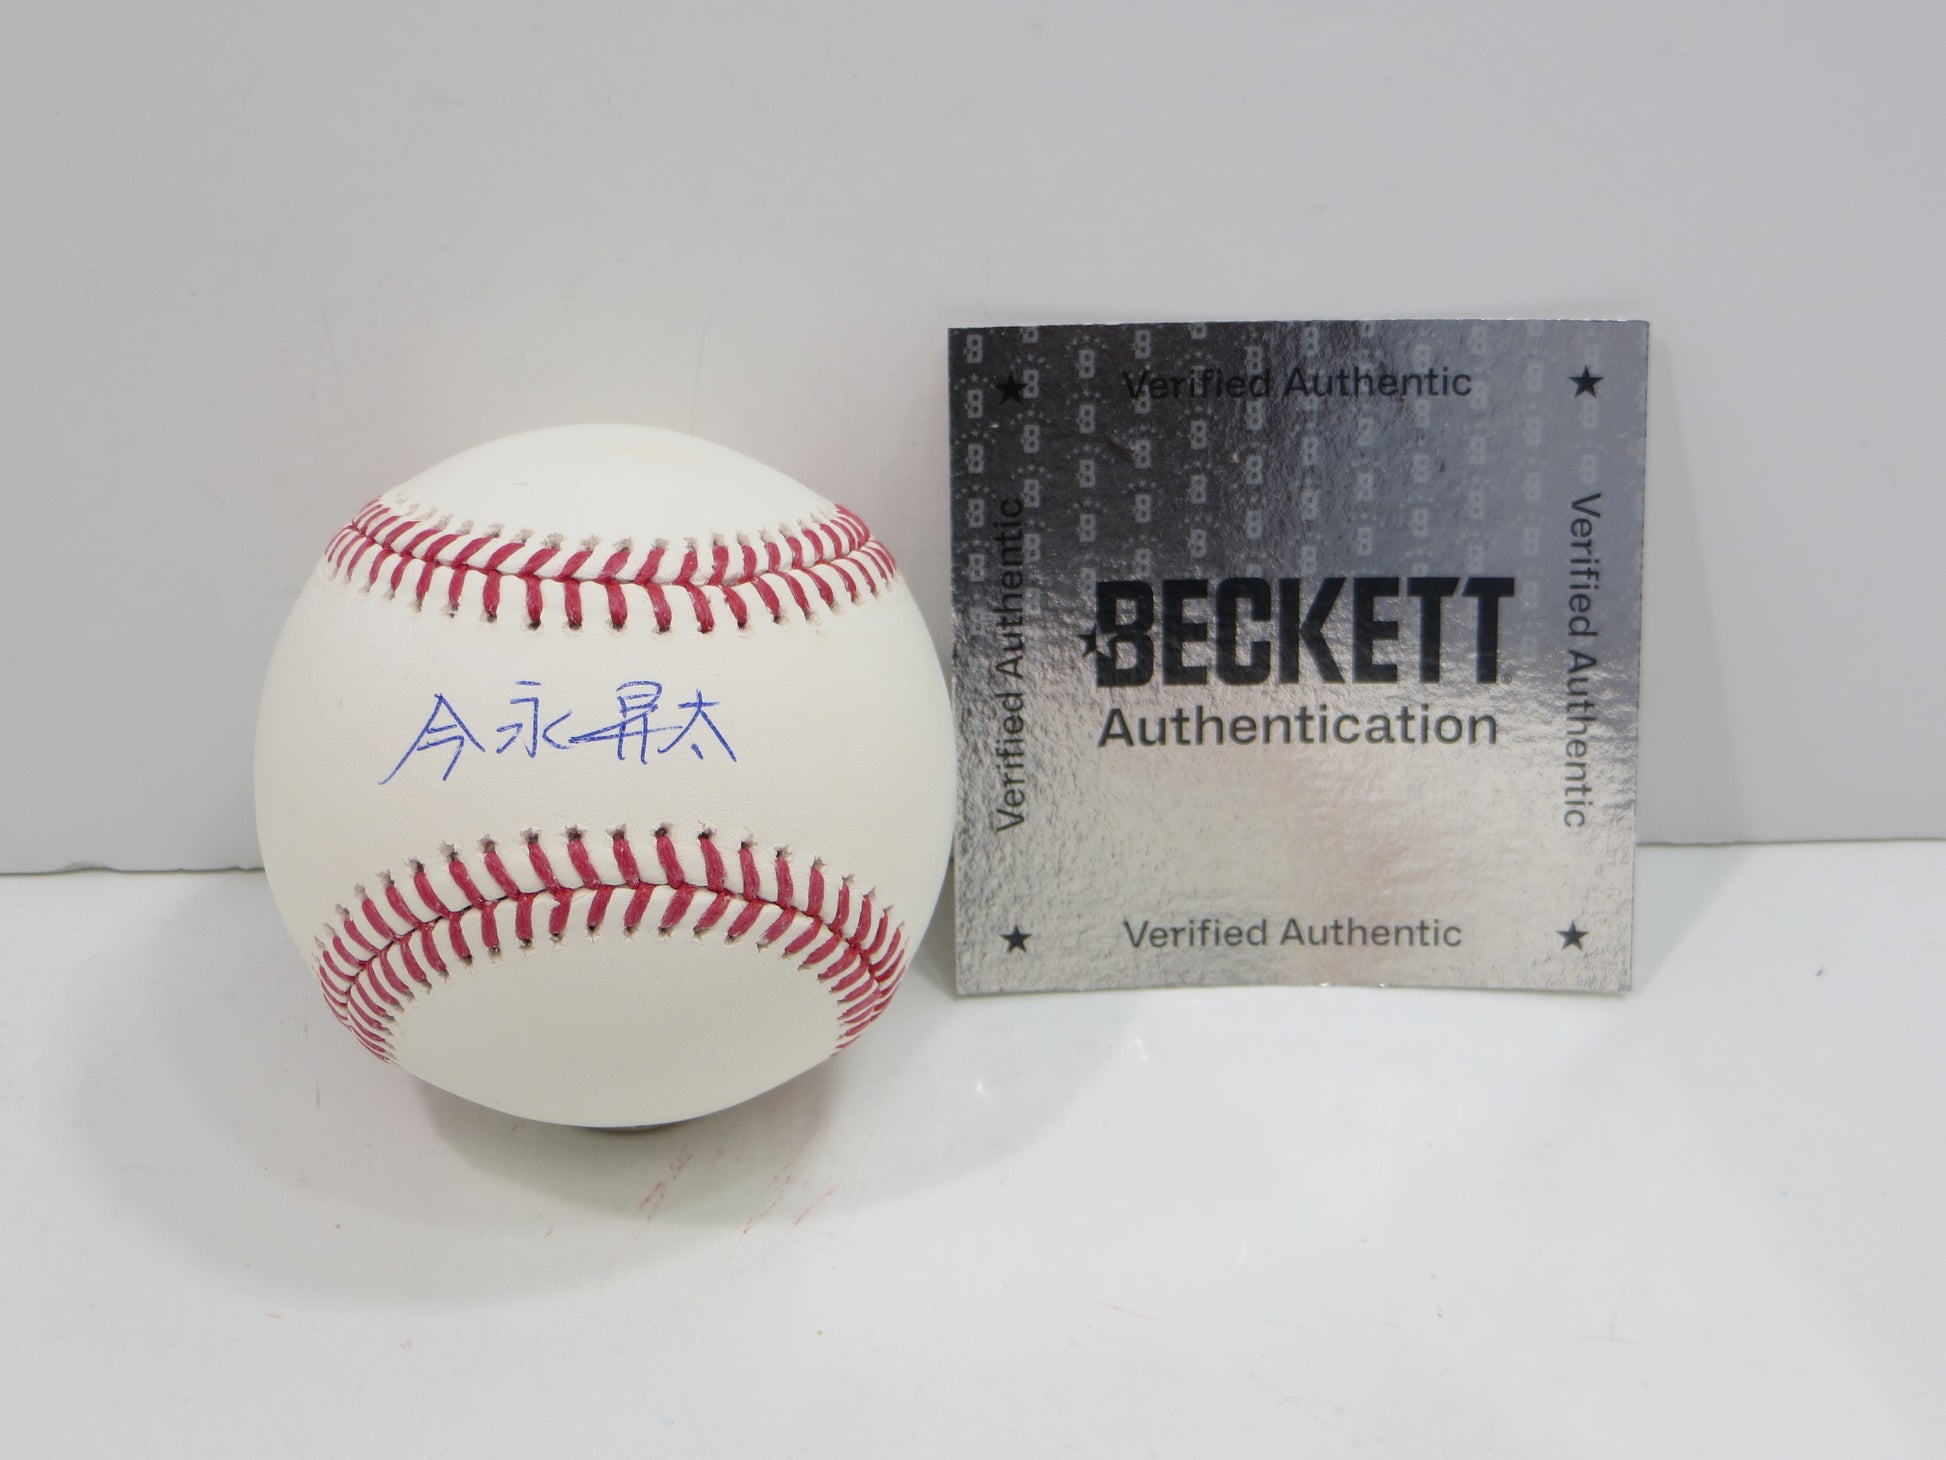 今永昇太
Verified Authentic
Verified Authentic
BECKETT®
Authentication
Verified Authentic
Verified Authentic